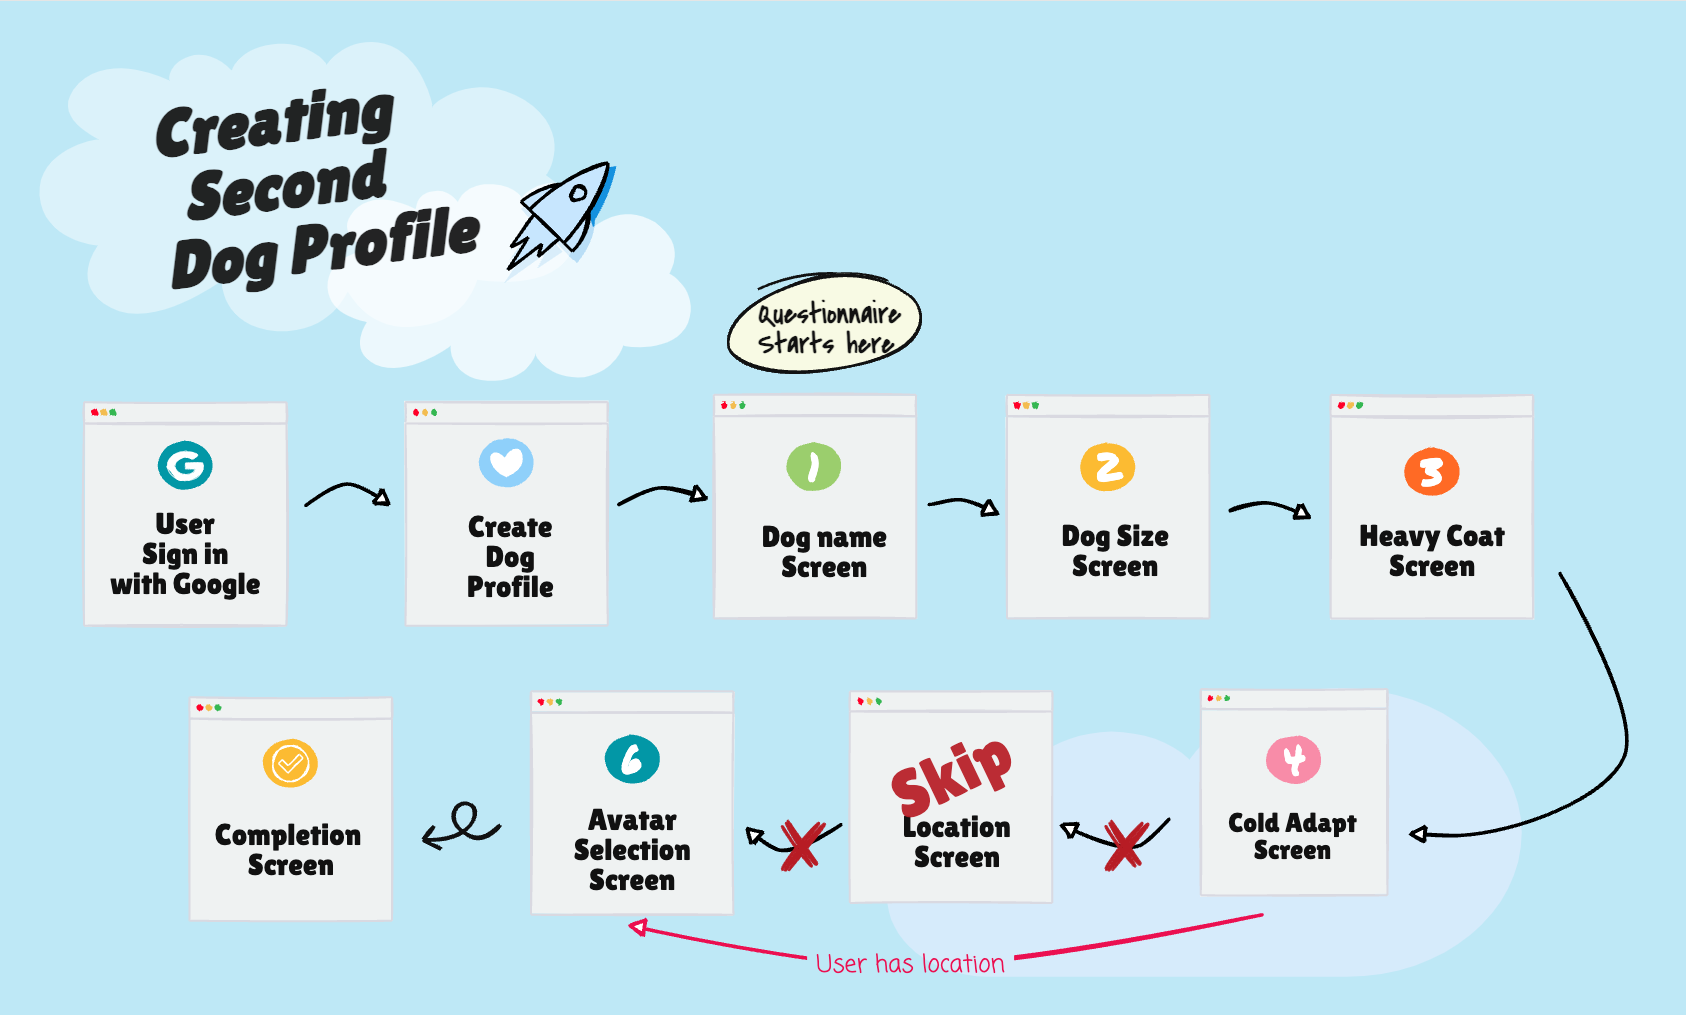 Creating
Second
Dog Profile
Questionnaire
Starts here
G
User
Sign in
with Google
Create
Dog
Profile
1
Dog name
Screen
2
Dog Size
Screen
3
Heavy Coat
Screen
Completion
Screen
6
Avatar
Selection
Screen
Skip
Location
Screen
4
Cold Adapt
Screen
User has location